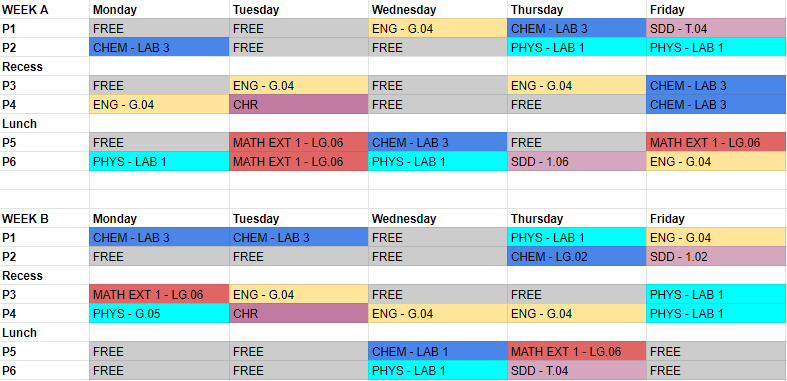 WEEK A Monday Tuesday Wednesday Thursday Friday
P1 FREE FREE ENG - G.04 CHEM - LAB 3 SDD - T.04
P2 CHEM - LAB 3 FREE FREE PHYS - LAB 1 PHYS - LAB 1
Recess
P3 FREE ENG - G.04 FREE ENG - G.04 CHEM - LAB 3
P4 ENG - G.04 CHR FREE FREE CHEM - LAB 3
Lunch
P5 FREE MATH EXT 1 - LG.06 CHEM - LAB 3 FREE MATH EXT 1 - LG.06
P6 PHYS - LAB 1 MATH EXT 1 - LG.06 PHYS - LAB 1 SDD - 1.06 ENG - G.04
WEEK B Monday Tuesday Wednesday Thursday Friday
P1 CHEM - LAB 3 CHEM - LAB 3 FREE PHYS - LAB 1 ENG - G.04
P2 FREE FREE FREE CHEM - LG.02 SDD - 1.02
Recess
P3 MATH EXT 1 - LG.06 ENG - G.04 FREE FREE PHYS - LAB 1
P4 PHYS - G.05 CHR ENG - G.04 ENG - G.04 PHYS - LAB 1
Lunch
P5 FREE FREE CHEM - LAB 1 MATH EXT 1 - LG.06 FREE
P6 FREE FREE PHYS - LAB 1 SDD - T.04 FREE